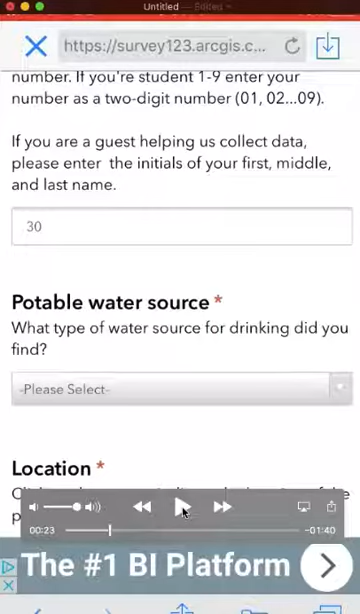 Untitled — Edited
https://survey123.arcgis.c...
number. If you're student 1-9 enter your
number as a two-digit number (01, 02...09).
If you are a guest helping us collect data,
please enter the initials of your first, middle,
and last name.
30
Potable water source *
What type of water source for drinking did you
find?
-Please Select-
Location *
00:23
-01:40
The #1 BI Platform